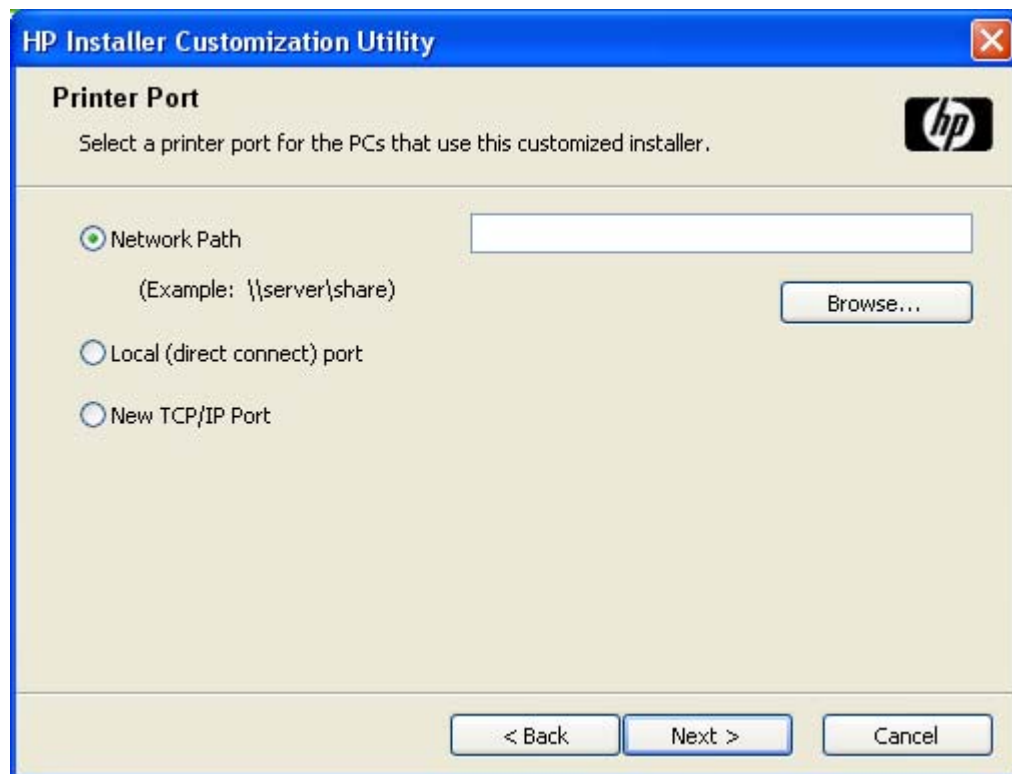 HP Installer Customization Utility
Printer Port
hp
Select a printer port for the PCs that use this customized installer.
Network Path
(Example:  \\server\share)
Browse...
Local (direct connect) port
New TCP/IP Port
< Back
Next >
Cancel